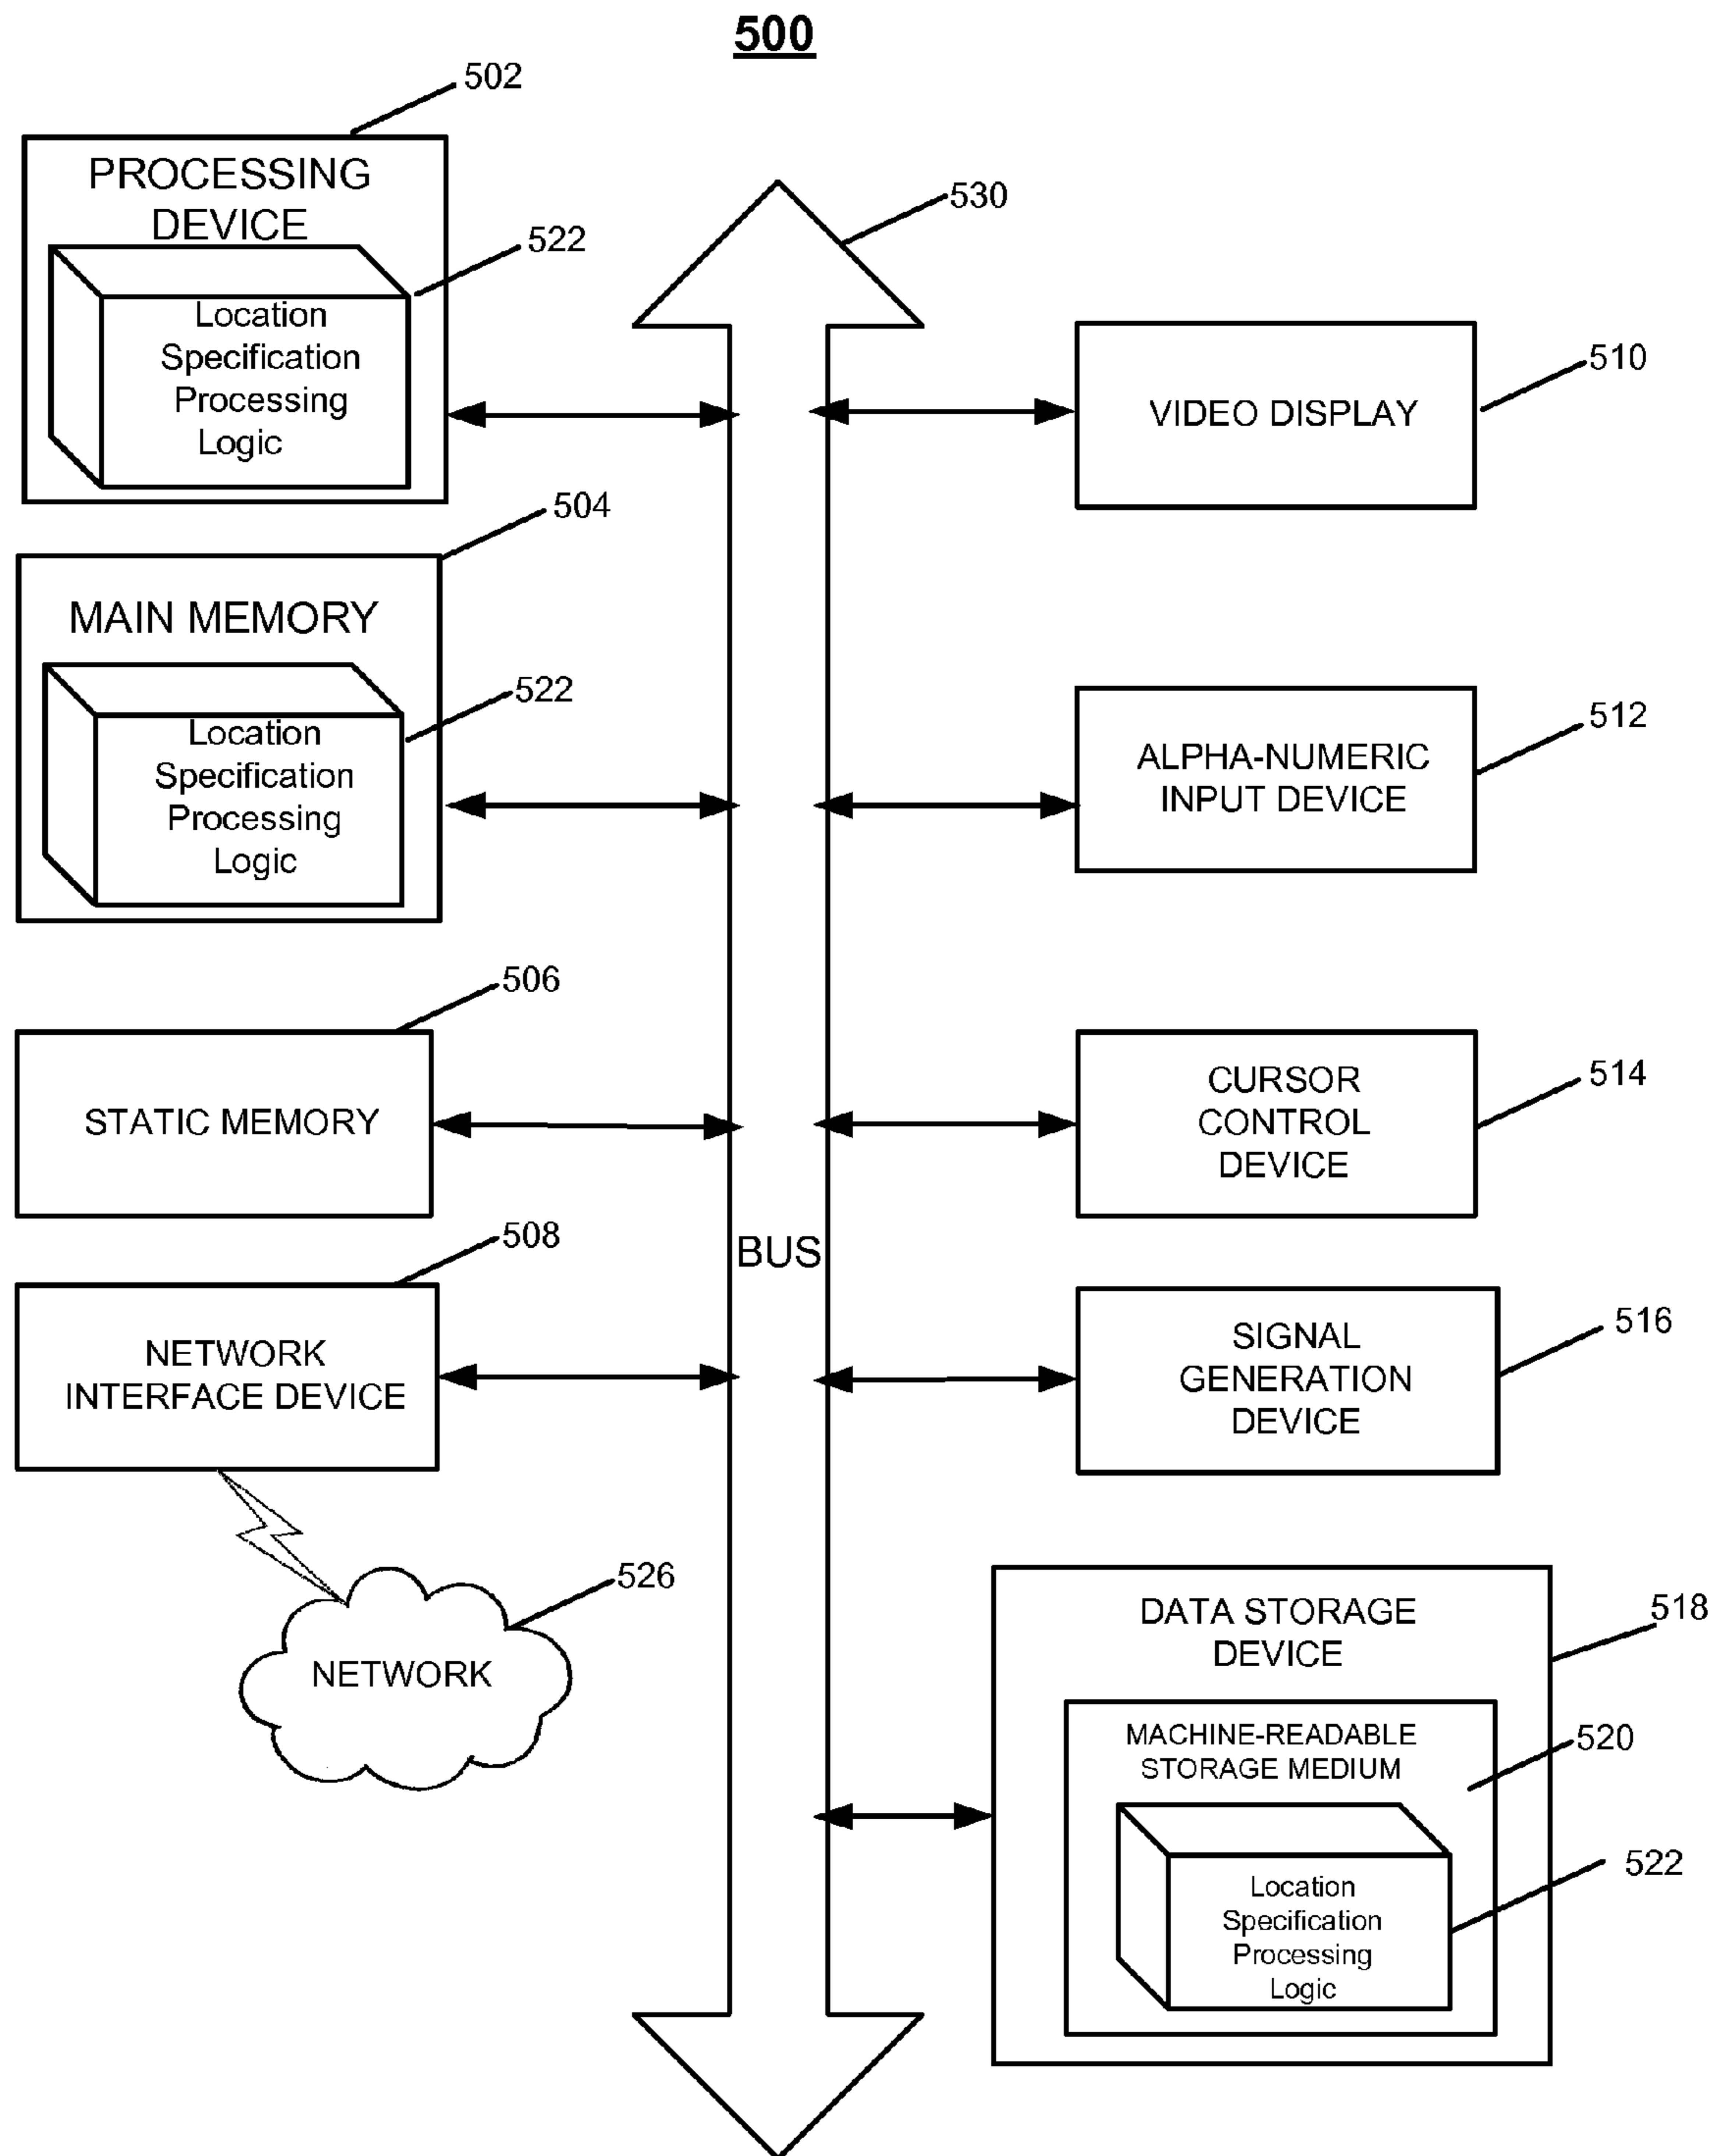 500
502
PROCESSING
DEVICE
522
Location
Specification
Processing
Logic
504
MAIN MEMORY
522
Location
Specification
Processing
Logic
506
STATIC MEMORY
508
NETWORK
INTERFACE DEVICE
526
NETWORK
530
BUS
510
VIDEO DISPLAY
512
ALPHA-NUMERIC
INPUT DEVICE
514
CURSOR
CONTROL
DEVICE
516
SIGNAL
GENERATION
DEVICE
518
DATA STORAGE
DEVICE
520
MACHINE-READABLE
STORAGE MEDIUM
522
Location
Specification
Processing
Logic